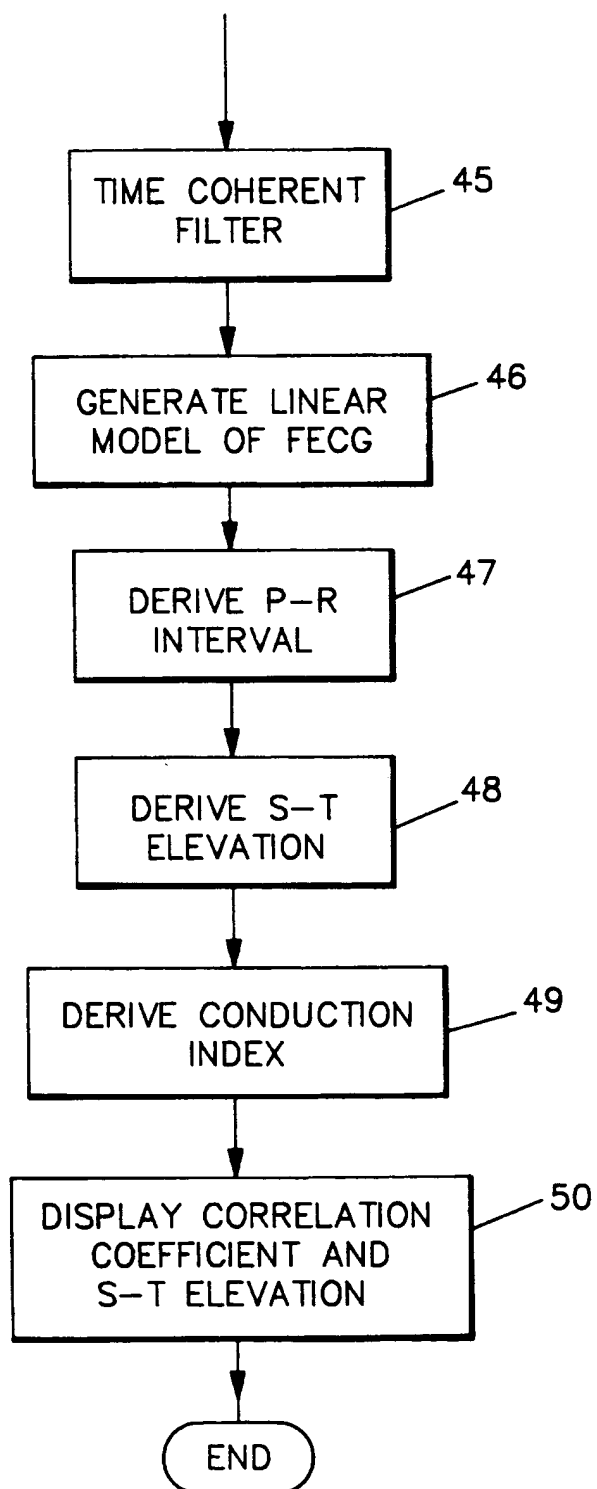 TIME COHERENT
FILTER
45
GENERATE LINEAR
MODEL OF FECG
46
DERIVE P-R
INTERVAL
47
DERIVE S-T
ELEVATION
48
DERIVE CONDUCTION
INDEX
49
DISPLAY CORRELATION
COEFFICIENT AND
S-T ELEVATION
50
END